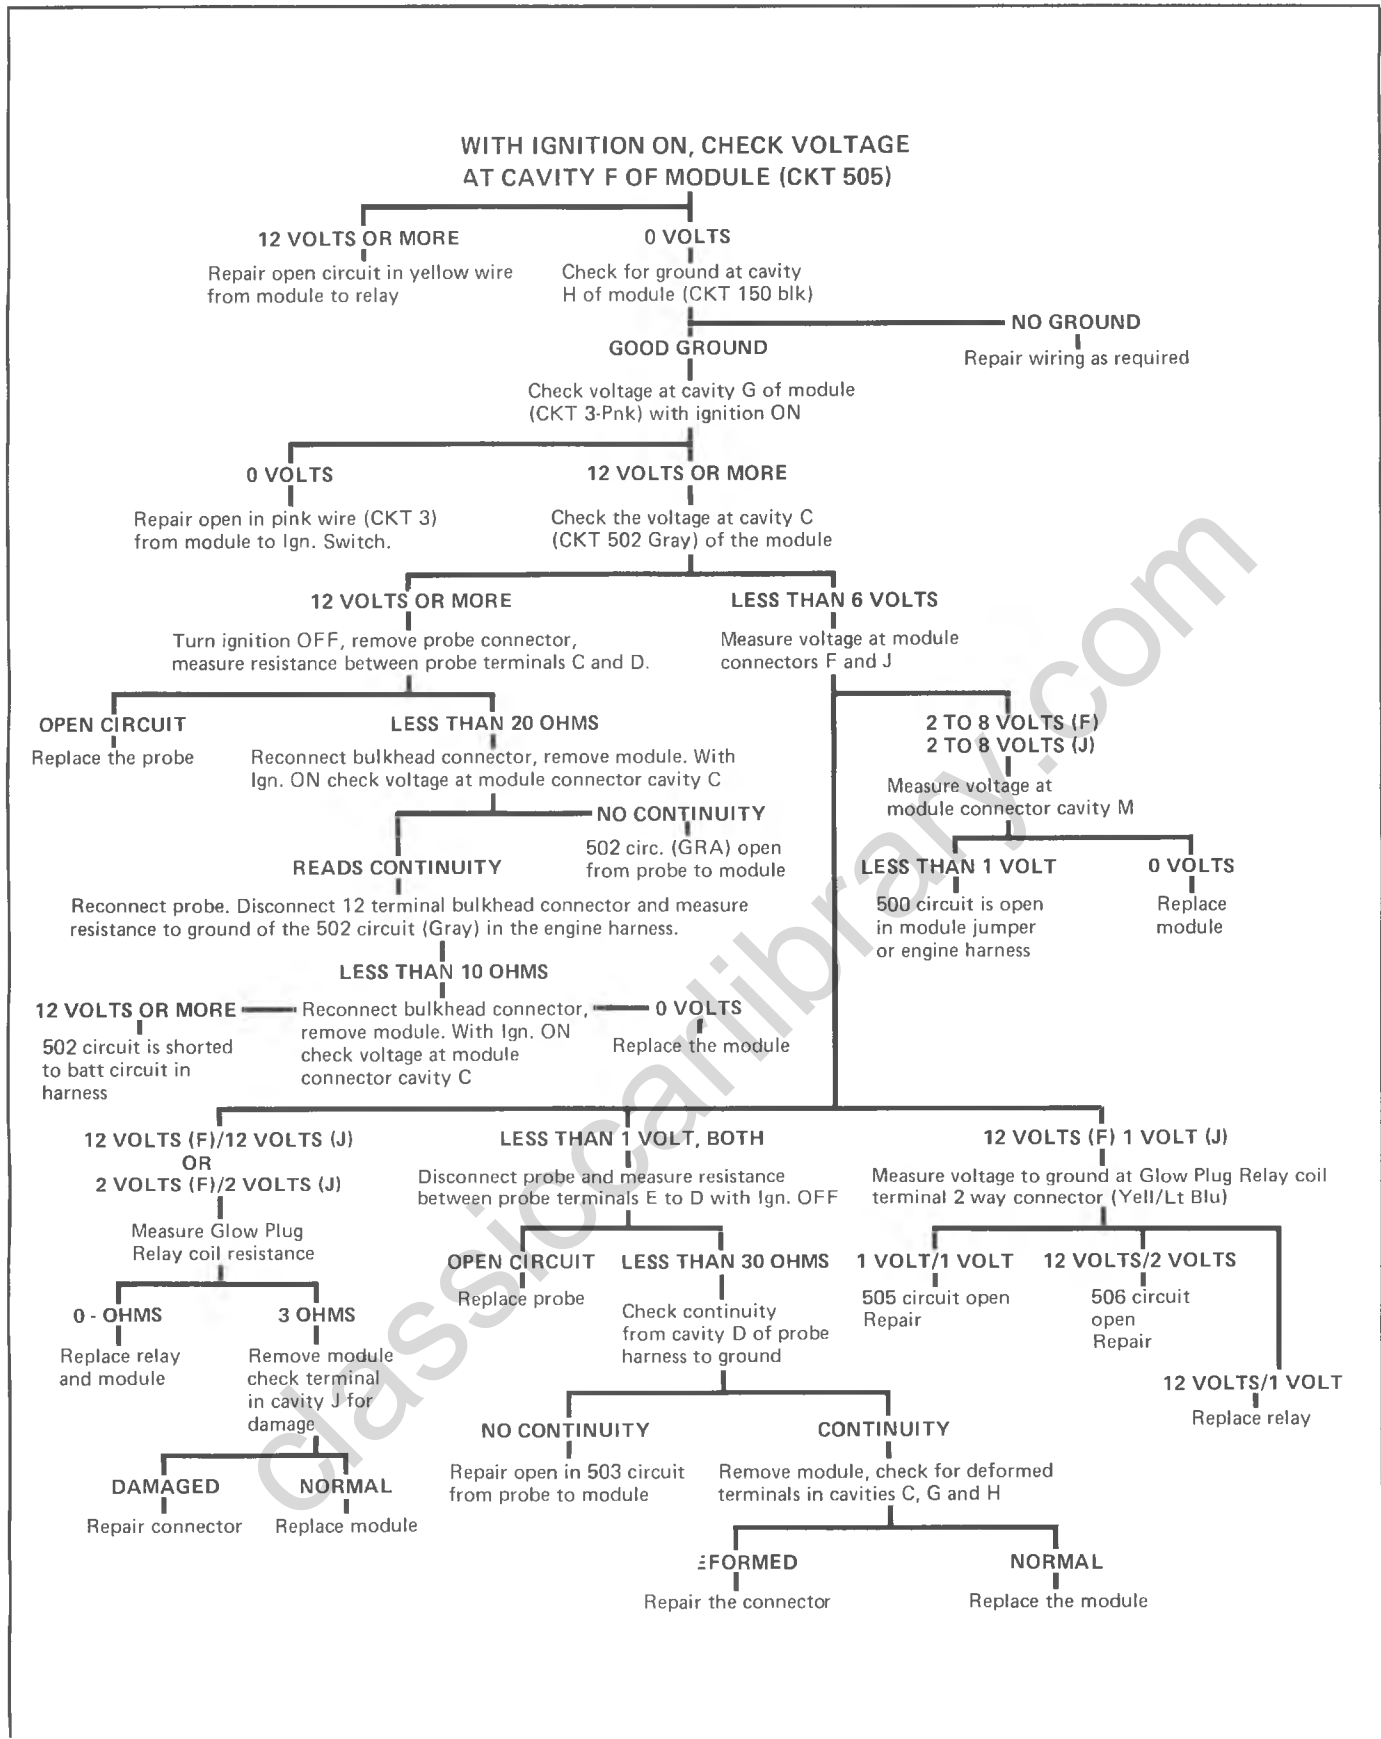 WITH IGNITION ON, CHECK VOLTAGE
AT CAVITY F OF MODULE (CKT 505)
12 VOLTS OR MORE
Repair open circuit in yellow wire
from module to relay
0 VOLTS
Check for ground at cavity
H of module (CKT 150 blk)
NO GROUND
Repair wiring as required
GOOD GROUND
Check voltage at cavity G of module
(CKT 3-Pnk) with ignition ON
0 VOLTS
Repair open in pink wire (CKT 3)
from module to Ign. Switch.
12 VOLTS OR MORE
Check the voltage at cavity C
(CKT 502 Gray) of the module
12 VOLTS OR MORE
Turn ignition OFF, remove probe connector,
measure resistance between probe terminals C and D.
LESS THAN 6 VOLTS
Measure voltage at module
connectors F and J
OPEN CIRCUIT
Replace the probe
LESS THAN 20 OHMS
Reconnect bulkhead connector, remove module. With
Ign. ON check voltage at module connector cavity C
2 TO 8 VOLTS (F)
2 TO 8 VOLTS (J)
Measure voltage at
module connector cavity M
NO CONTINUITY
502 circ. (GRA) open
from probe to module
READS CONTINUITY
Reconnect probe. Disconnect 12 terminal bulkhead connector and measure
resistance to ground of the 502 circuit (Gray) in the engine harness.
LESS THAN 1 VOLT
500 circuit is open
in module jumper
or engine harness
0 VOLTS
Replace
module
LESS THAN 10 OHMS
12 VOLTS OR MORE
502 circuit is shorted
to batt circuit in
harness
Reconnect bulkhead connector,
remove module. With Ign. ON
check voltage at module
connector cavity C
0 VOLTS
Replace the module
12 VOLTS (F)/12 VOLTS (J)
OR
2 VOLTS (F)/2 VOLTS (J)
Measure Glow Plug
Relay coil resistance
LESS THAN 1 VOLT, BOTH
Disconnect probe and measure resistance
between probe terminals E to D with Ign. OFF
12 VOLTS (F) 1 VOLT (J)
Measure voltage to ground at Glow Plug Relay coil
terminal 2 way connector (Yell/Lt Blu)
0 - OHMS
Replace relay
and module
3 OHMS
Remove module
check terminal
in cavity J for
damage
OPEN CIRCUIT
Replace probe
LESS THAN 30 OHMS
Check continuity
from cavity D of probe
harness to ground
1 VOLT/1 VOLT
505 circuit open
Repair
12 VOLTS/2 VOLTS
506 circuit
open
Repair
12 VOLTS/1 VOLT
Replace relay
DAMAGED
Repair connector
NORMAL
Replace module
NO CONTINUITY
Repair open in 503 circuit
from probe to module
CONTINUITY
Remove module, check for deformed
terminals in cavities C, G and H
EFORMED
Repair the connector
NORMAL
Replace the module
classiccarlibrary.com